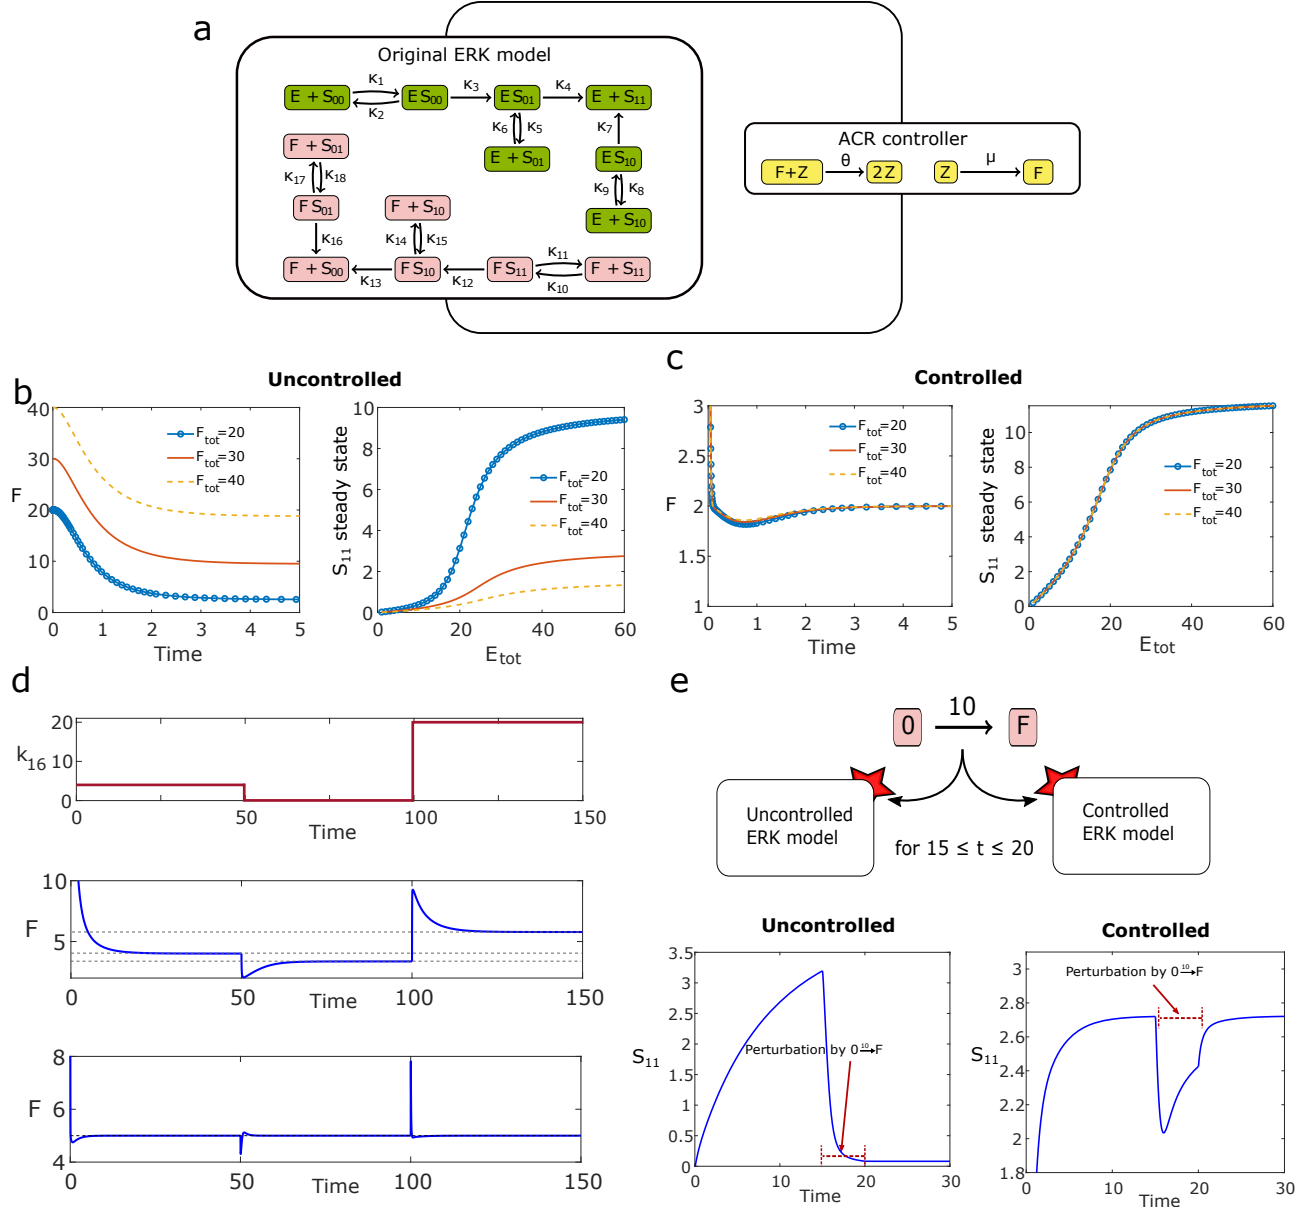 a
Original ERK model
E + S00
κ1
κ2
E S00
κ3
E S01
κ4
E + S11
κ6
κ5
κ7
E + S01
E S10
κ9
κ8
E + S10
F + S01
κ17
κ18
F S01
F + S10
κ16
κ14
κ15
κ11
F + S00
κ13
F S10
κ12
F S11
κ10
F + S11
ACR controller
F+Z
θ
2Z
Z
μ
F
b
Uncontrolled
40
30
20
10
0
F
Ftot=20
Ftot=30
Ftot=40
0 1 2 3 4 5
Time
10
8
6
4
2
0
S11 steady state
Ftot=20
Ftot=30
Ftot=40
0 20 40 60
Etot
c
Controlled
3
2.5
2
1.5
1
F
Ftot=20
Ftot=30
Ftot=40
0 1 2 3 4 5
Time
10
8
6
4
2
0
S11 steady state
Ftot=20
Ftot=30
Ftot=40
0 20 40 60
Etot
d
20
10
0
k16
0 50 100 150
Time
10
5
F
0 50 100 150
Time
8
6
4
F
0 50 100 150
Time
e
0
10
F
Uncontrolled
ERK model
Controlled
ERK model
for 15 ≤ t ≤ 20
Uncontrolled
3.5
3
2.5
2
1.5
1
0.5
0
S11
Perturbation by 0 10→ F
0 10 20 30
Time
Controlled
3
2.8
2.6
2.4
2.2
2
1.8
S11
Perturbation by 0 10→ F
0 10 20 30
Time